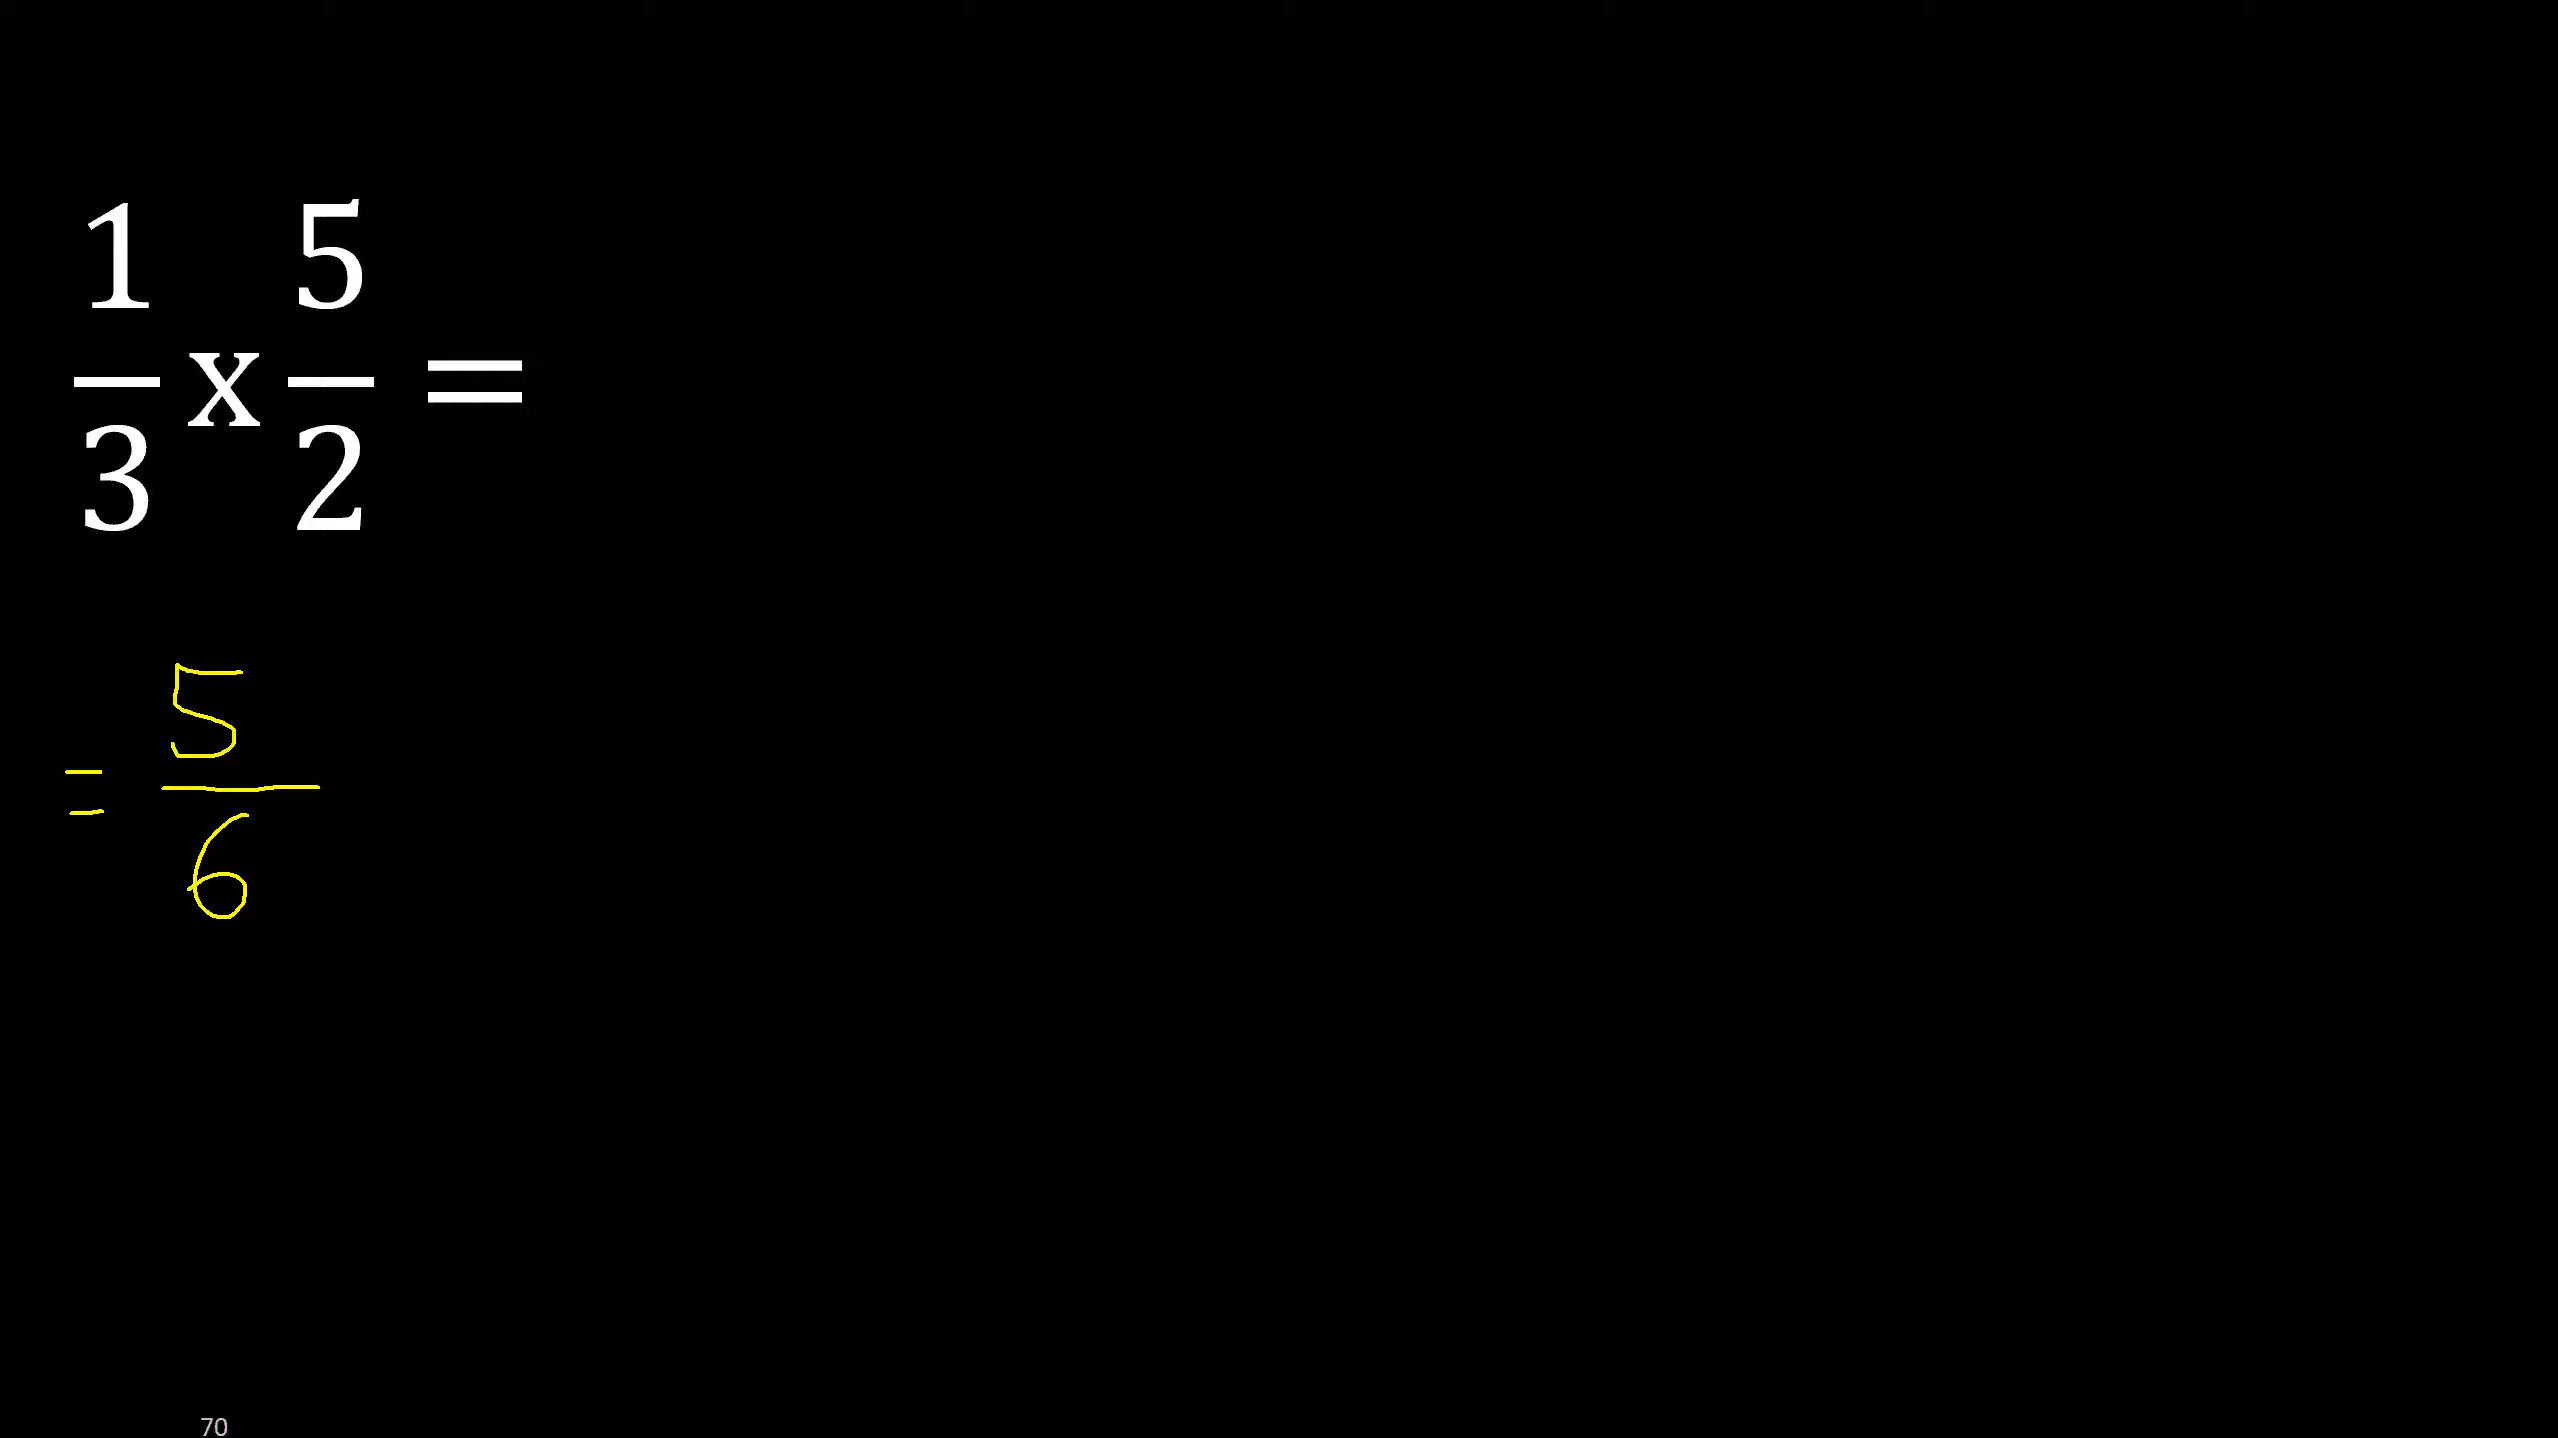 1/3 x 5/2 =
= 5/6
70